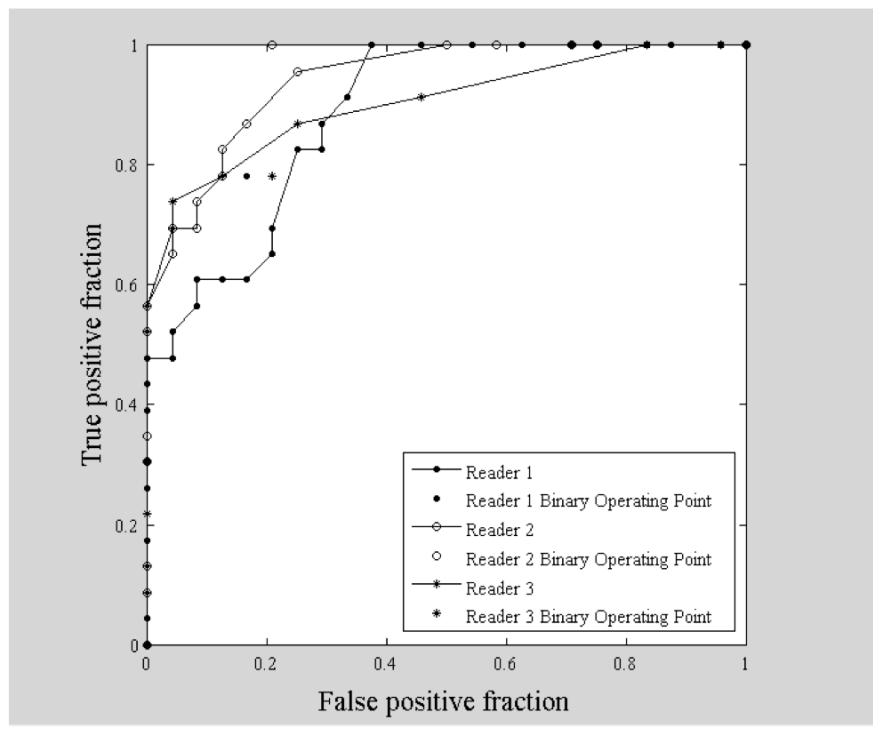 1
0.8
0.6
0.4
0.2
0
True positive fraction
Reader 1
Reader 1 Binary Operating Point
Reader 2
Reader 2 Binary Operating Point
Reader 3
Reader 3 Binary Operating Point
0 0.2 0.4 0.6 0.8 1
False positive fraction